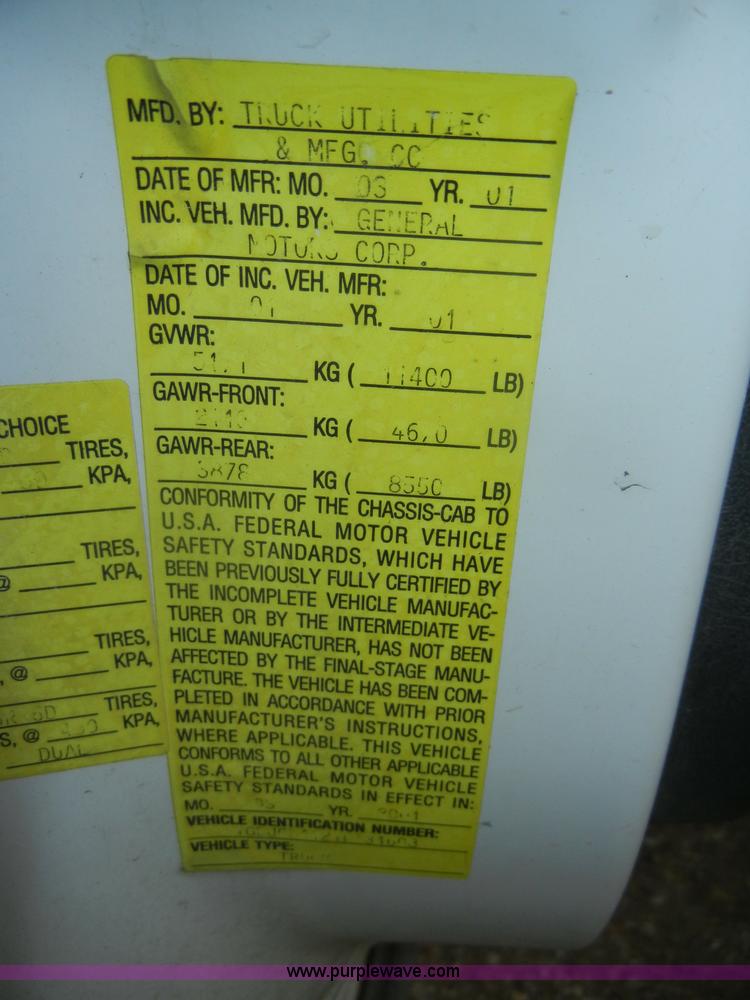 MFD. BY: TRUCK UTILITIES
& MFG. CO
DATE OF MFR: MO. 03 YR. 01
INC. VEH. MFD. BY: GENERAL
MOTORS CORP.
DATE OF INC. VEH. MFR:
MO. YR. 01
GVWR:
KG ( 11400 LB)
GAWR-FRONT:
KG ( LB)
GAWR-REAR:
3878 KG ( 8550 LB)
CONFORMITY OF THE CHASSIS-CAB TO
U.S.A. FEDERAL MOTOR VEHICLE
SAFETY STANDARDS, WHICH HAVE
BEEN PREVIOUSLY FULLY CERTIFIED BY
THE INCOMPLETE VEHICLE MANUFAC-
TURER OR BY THE INTERMEDIATE VE-
HICLE MANUFACTURER, HAS NOT BEEN
AFFECTED BY THE FINAL-STAGE MANU-
FACTURE. THE VEHICLE HAS BEEN COM-
PLETED IN ACCORDANCE WITH PRIOR
MANUFACTURER'S INSTRUCTIONS,
WHERE APPLICABLE. THIS VEHICLE
CONFORMS TO ALL OTHER APPLICABLE
U.S.A. FEDERAL MOTOR VEHICLE
SAFETY STANDARDS IN EFFECT IN:
MO. YR. 2001
VEHICLE IDENTIFICATION NUMBER:
VEHICLE TYPE:
TRUCK
CHOICE
TIRES,
KPA,
TIRES,
@ KPA,
TIRES,
, @ KPA,
TIRES,
S, @ KPA,
DUAL
www.purplewave.com